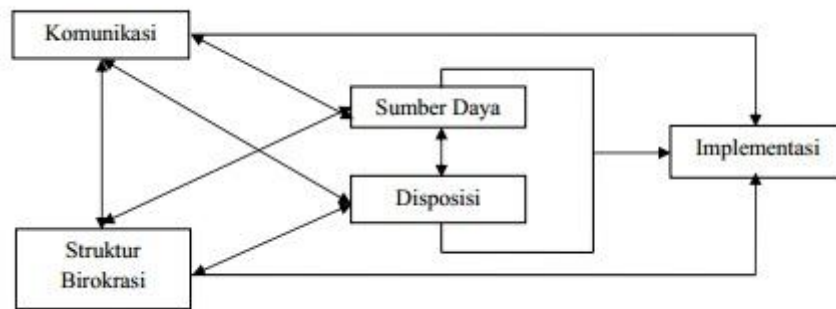 Komunikasi
Sumber Daya
Implementasi
Disposisi
Struktur
Birokrasi